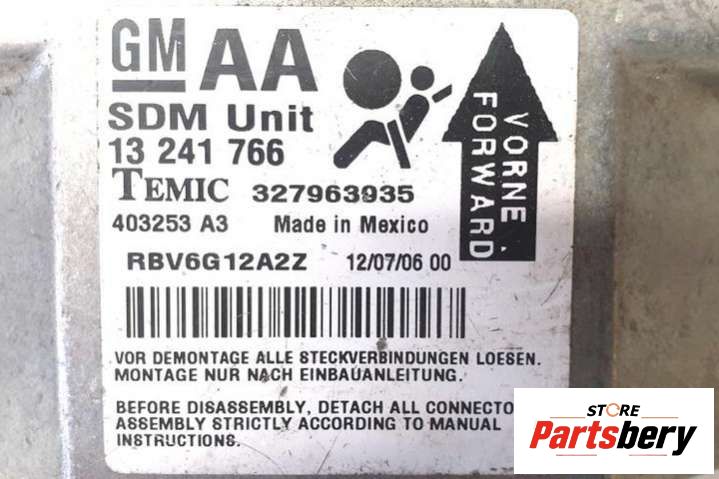 GM AA
SDM Unit
13 241 766
TEMIC 327963935
403253 A3 Made in Mexico
VORNE
FORWARD
RBV6G12A2Z 12/07/06 00
VOR DEMONTAGE ALLE STECKVERBINDUNGEN LOESEN.
MONTAGE NUR NACH EINBAUANLEITUNG.
BEFORE DISASSEMBLY, DETACH ALL CONNECTO
ASSEMBLY STRICTLY ACCORDING TO MANUAL
INSTRUCTIONS.
STORE
Partsbery